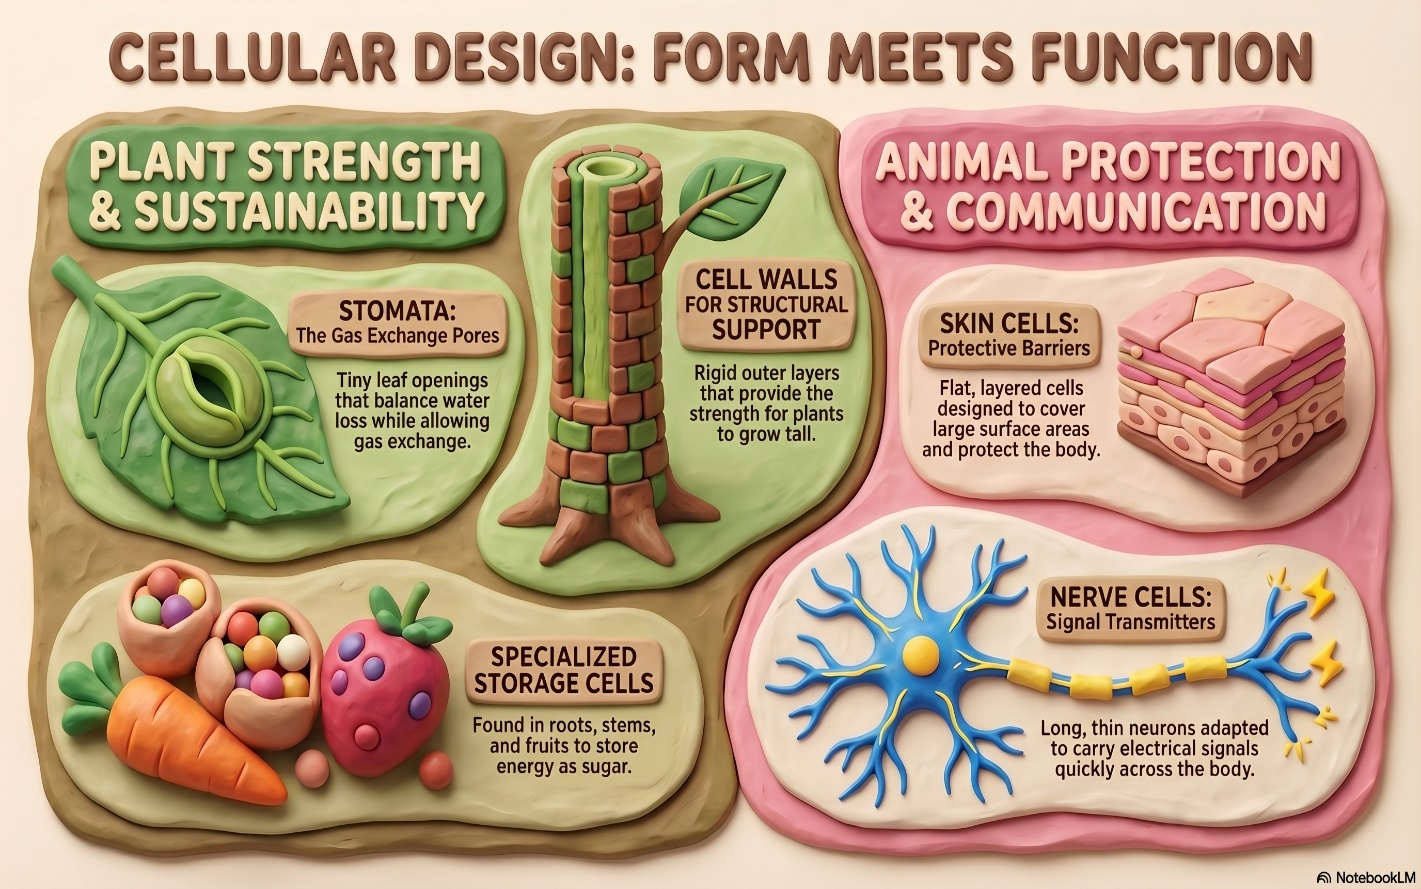 CELLULAR DESIGN: FORM MEETS FUNCTION
PLANT STRENGTH
& SUSTAINABILITY
STOMATA:
The Gas Exchange Pores
Tiny leaf openings
that balance water
loss while allowing
gas exchange.
CELL WALLS
FOR STRUCTURAL
SUPPORT
Rigid outer layers
that provide the
strength for plants
to grow tall.
SPECIALIZED
STORAGE CELLS
Found in roots, stems,
and fruits to store
energy as sugar.
ANIMAL PROTECTION
& COMMUNICATION
SKIN CELLS:
Protective Barriers
Flat, layered cells
designed to cover
large surface areas
and protect the body.
NERVE CELLS:
Signal Transmitters
Long, thin neurons adapted
to carry electrical signals
quickly across the body.
NotebookLM